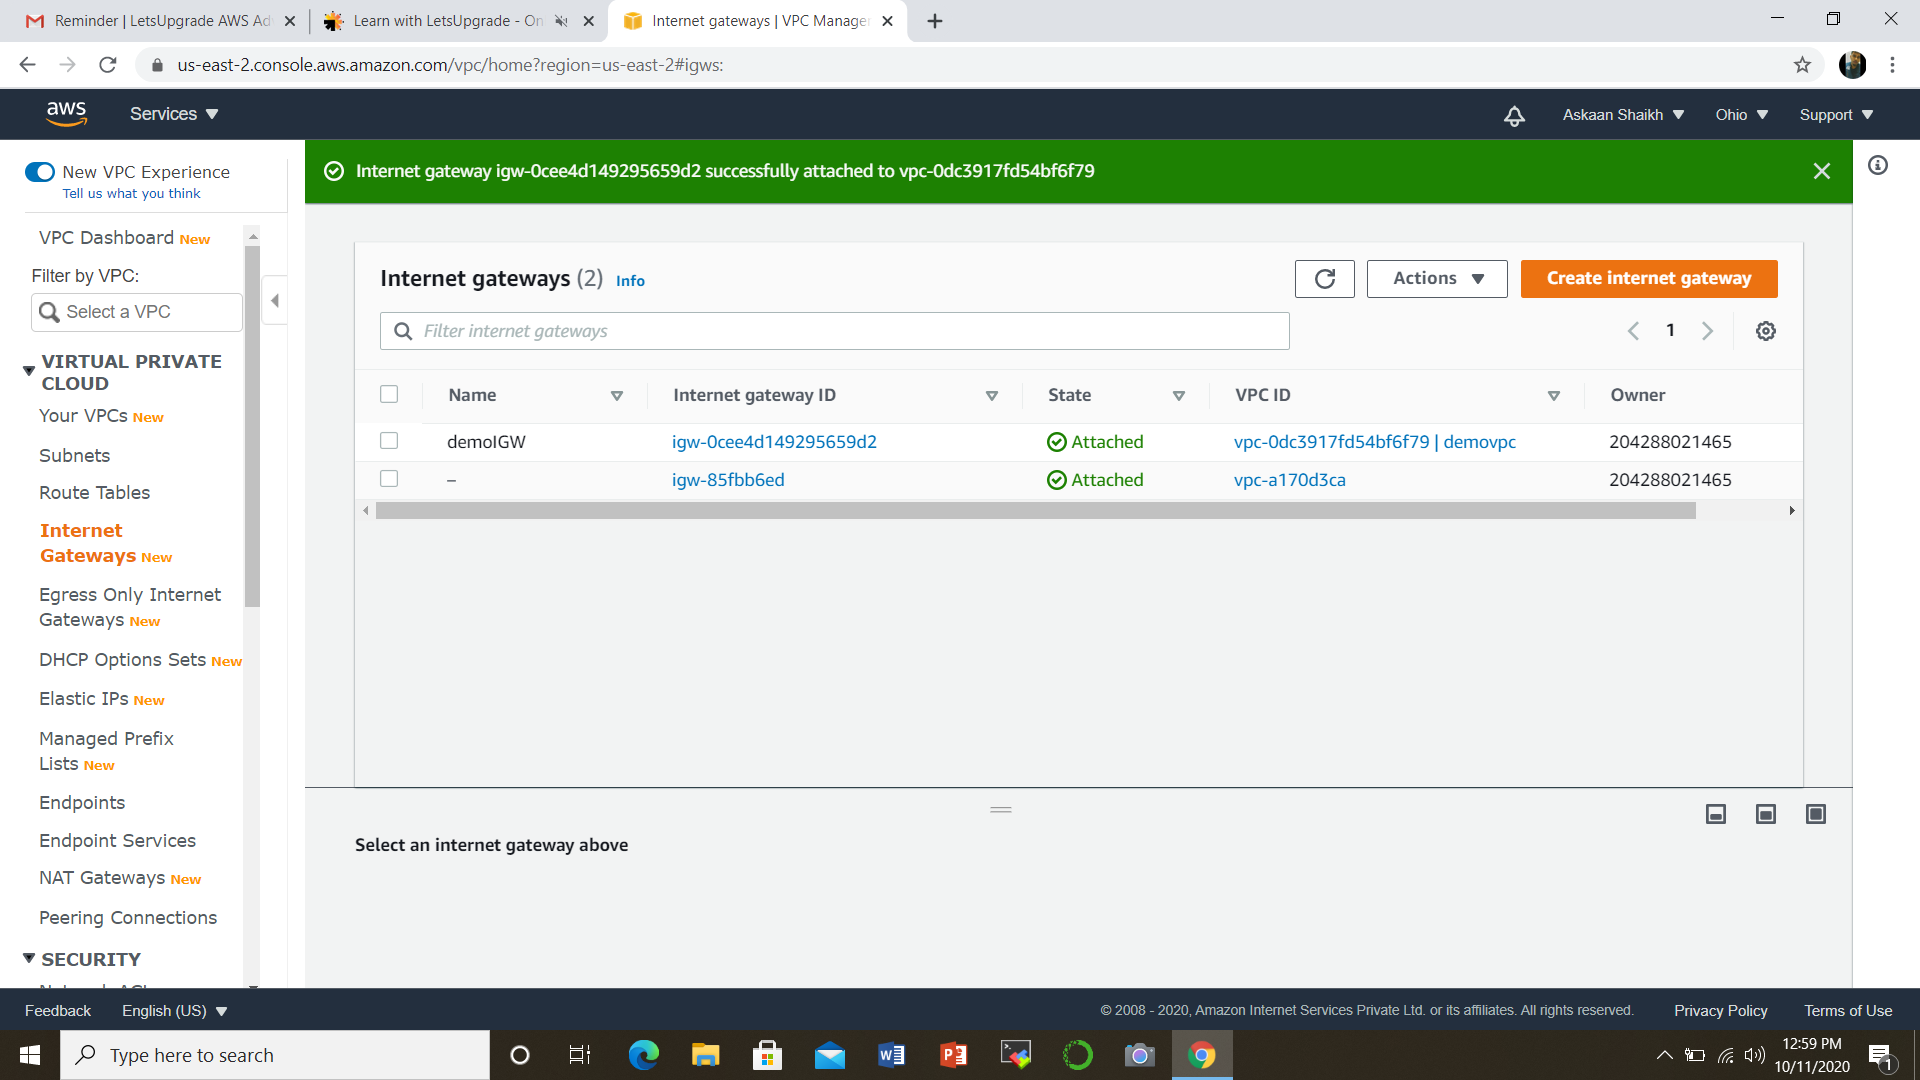 Reminder | LetsUpgrade AWS Ad
Learn with LetsUpgrade - On
Internet gateways | VPC Manage
us-east-2.console.aws.amazon.com/vpc/home?region=us-east-2#igws:
aws
Services
Askaan Shaikh
Ohio
Support
New VPC Experience
Tell us what you think
Internet gateway igw-0cee4d149295659d2 successfully attached to vpc-0dc3917fd54bf6f79
VPC Dashboard New
Filter by VPC:
Select a VPC
VIRTUAL PRIVATE
CLOUD
Your VPCs New
Subnets
Route Tables
Internet
Gateways New
Egress Only Internet
Gateways New
DHCP Options Sets New
Elastic IPs New
Managed Prefix
Lists New
Endpoints
Endpoint Services
NAT Gateways New
Peering Connections
SECURITY
Internet gateways (2) Info
Actions
Create internet gateway
Filter internet gateways
1
Name Internet gateway ID State VPC ID Owner
demoIGW igw-0cee4d149295659d2 Attached vpc-0dc3917fd54bf6f79 | demovpc 204288021465
– igw-85fbb6ed Attached vpc-a170d3ca 204288021465
Select an internet gateway above
Feedback
English (US)
© 2008 - 2020, Amazon Internet Services Private Ltd. or its affiliates. All rights reserved.
Privacy Policy
Terms of Use
Type here to search
12:59 PM
10/11/2020
1